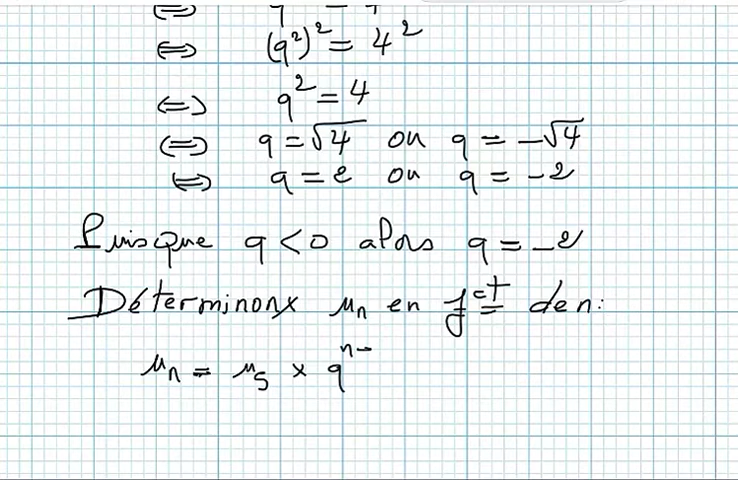 ⇔ (q²)² = 4²
⇔ q² = 4
⇔ q = √4 ou q = -√4
⇔ q = 2 ou q = -2
Puisque q < 0 alors q = -2
Déterminonx un en fct de n:
un = u5 × q^n-